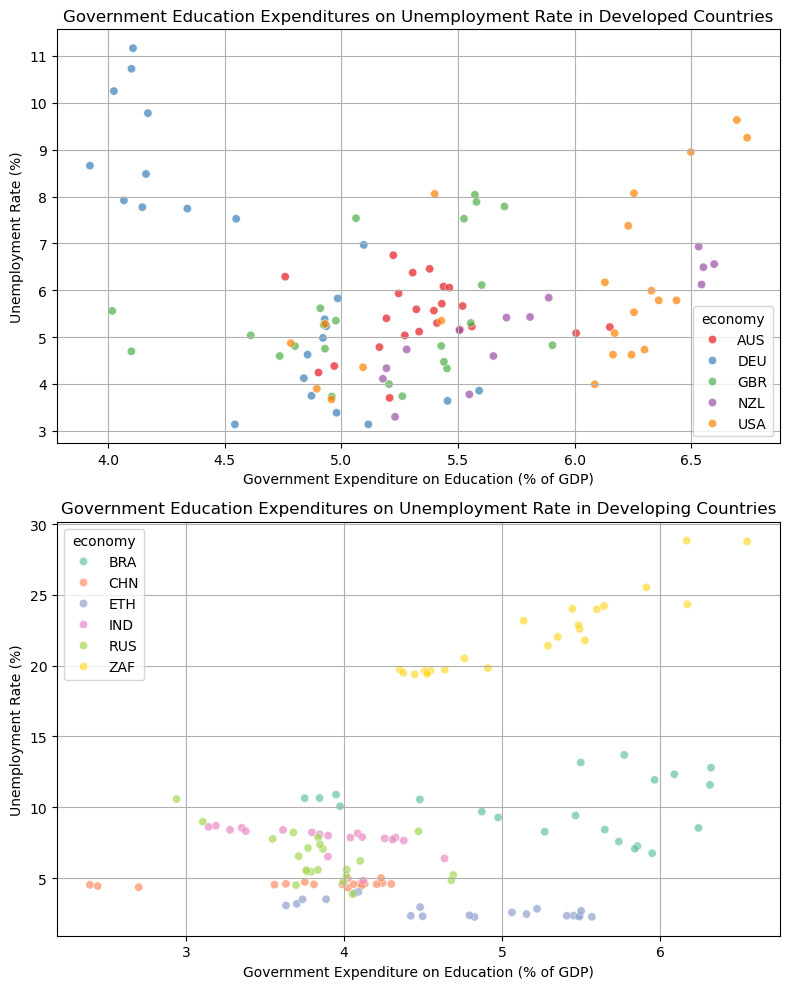 Government Education Expenditures on Unemployment Rate in Developed Countries
Unemployment Rate (%)
11
10
9
8
7
6
5
4
3
economy
AUS
DEU
GBR
NZL
USA
4.0 4.5 5.0 5.5 6.0 6.5
Government Expenditure on Education (% of GDP)
Government Education Expenditures on Unemployment Rate in Developing Countries
Unemployment Rate (%)
30
25
20
15
10
5
economy
BRA
CHN
ETH
IND
RUS
ZAF
3 4 5 6
Government Expenditure on Education (% of GDP)